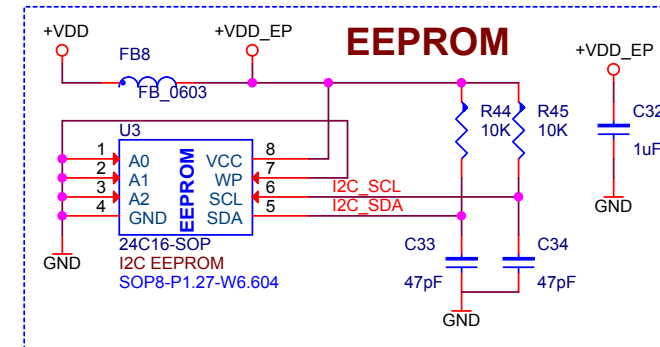 EEPROM
+VDD
+VDD_EP
+VDD_EP
FB8
FB_0603
C32
1uF
GND
R44
10K
R45
10K
U3
1
2
3
4
A0
A1
A2
GND
EEPROM
VCC
WP
SCL
SDA
8
7
6
5
I2C_SCL
I2C_SDA
24C16-SOP
I2C EEPROM
SOP8-P1.27-W6.604
GND
C33
47pF
C34
47pF
GND